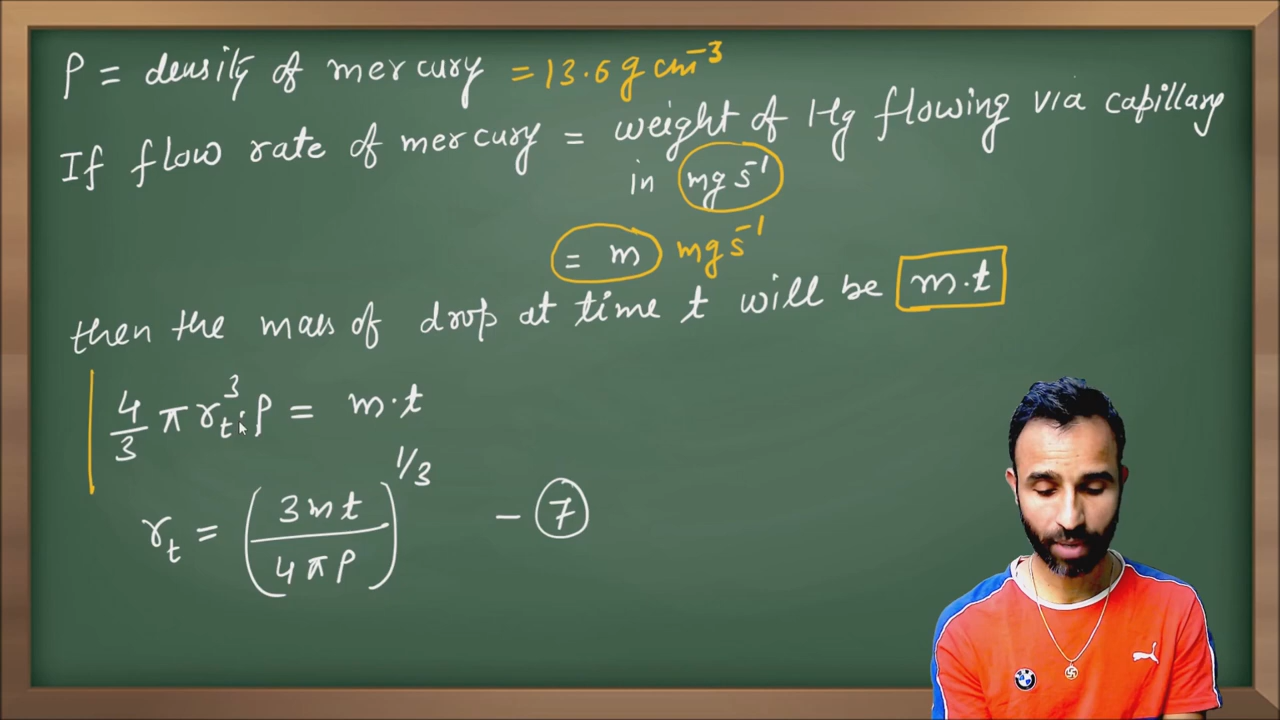 ρ = density of mercury = 13.6 g cm⁻³
If flow rate of mercury = weight of Hg flowing via capillary
in mg s⁻¹
= m mg s⁻¹
then the mass of drop at time t will be m·t
4/3 π r_t³ · ρ = m·t
r_t = (3mt / 4πρ)^1/3 - 7
BMW